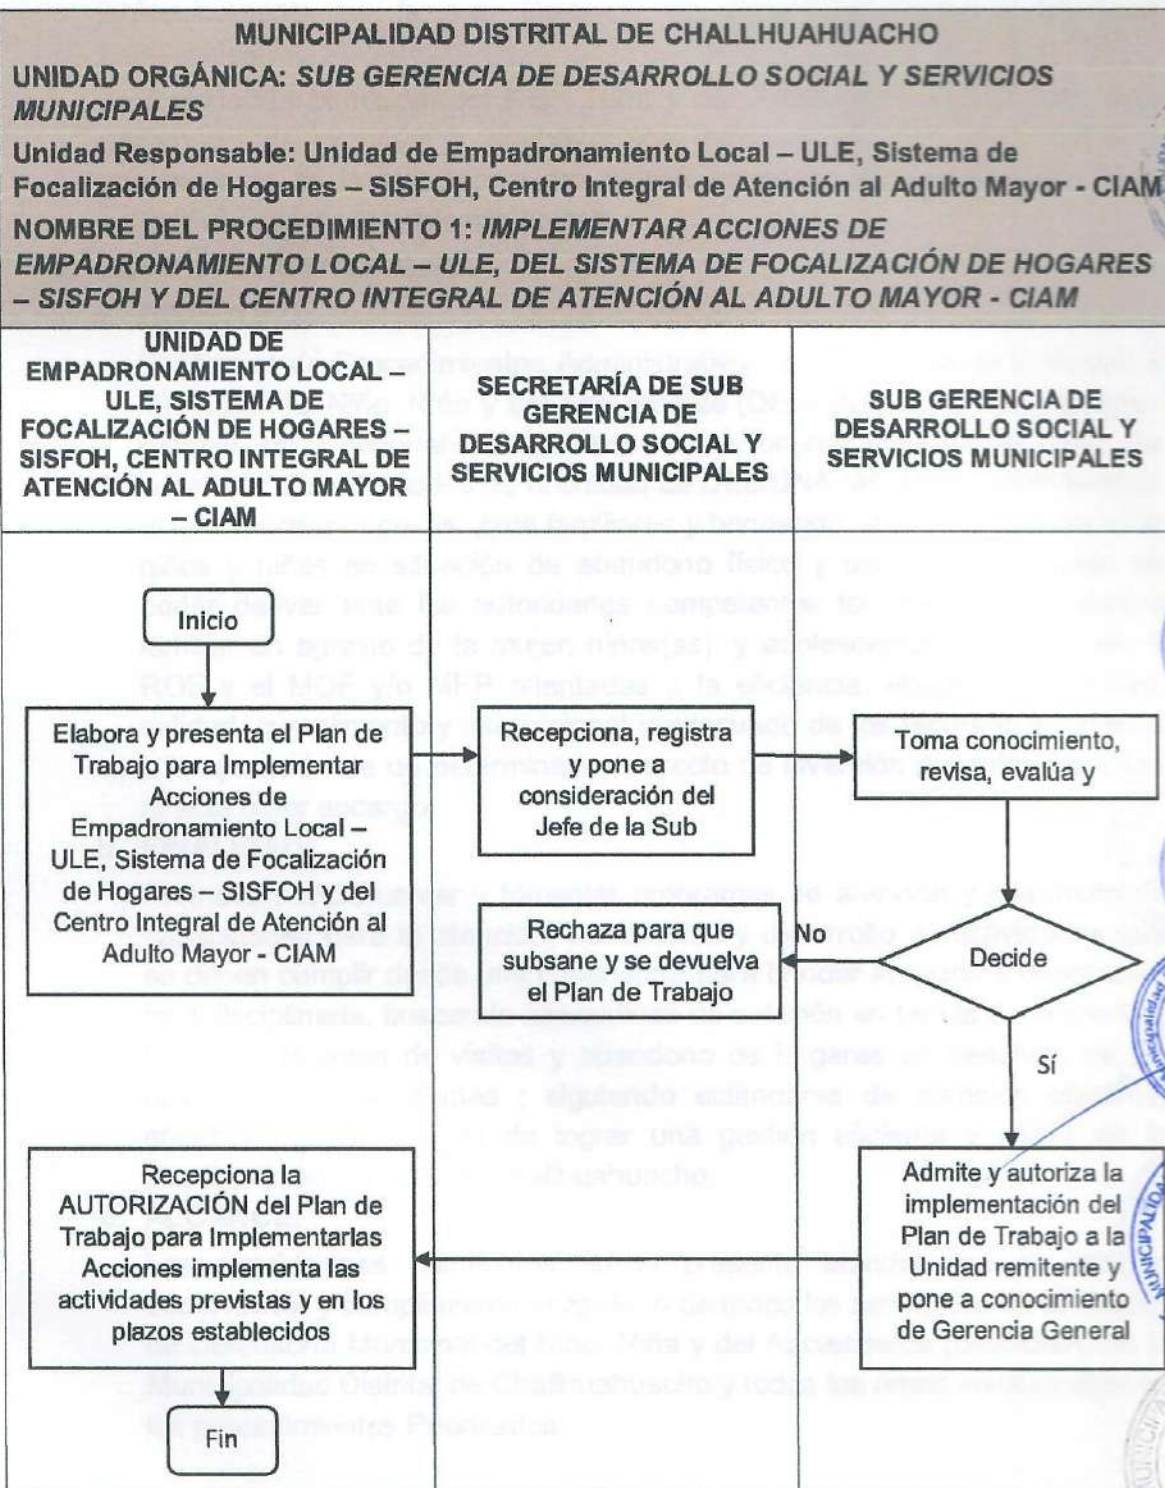 MUNICIPALIDAD DISTRITAL DE CHALLHUAHUACHO
UNIDAD ORGÁNICA: SUB GERENCIA DE DESARROLLO SOCIAL Y SERVICIOS
MUNICIPALES
Unidad Responsable: Unidad de Empadronamiento Local – ULE, Sistema de
Focalización de Hogares – SISFOH, Centro Integral de Atención al Adulto Mayor - CIAM
NOMBRE DEL PROCEDIMIENTO 1: IMPLEMENTAR ACCIONES DE
EMPADRONAMIENTO LOCAL – ULE, DEL SISTEMA DE FOCALIZACIÓN DE HOGARES
– SISFOH Y DEL CENTRO INTEGRAL DE ATENCIÓN AL ADULTO MAYOR - CIAM
UNIDAD DE
EMPADRONAMIENTO LOCAL –
ULE, SISTEMA DE
FOCALIZACIÓN DE HOGARES –
SISFOH, CENTRO INTEGRAL DE
ATENCIÓN AL ADULTO MAYOR
– CIAM
SECRETARÍA DE SUB
GERENCIA DE
DESARROLLO SOCIAL Y
SERVICIOS MUNICIPALES
SUB GERENCIA DE
DESARROLLO SOCIAL Y
SERVICIOS MUNICIPALES
Inicio
Elabora y presenta el Plan de
Trabajo para Implementar
Acciones de
Empadronamiento Local –
ULE, Sistema de Focalización
de Hogares – SISFOH y del
Centro Integral de Atención al
Adulto Mayor - CIAM
Recepciona, registra
y pone a
consideración del
Jefe de la Sub
Toma conocimiento,
revisa, evalúa y
Decide
No
Rechaza para que
subsane y se devuelva
el Plan de Trabajo
Sí
Admite y autoriza la
implementación del
Plan de Trabajo a la
Unidad remitente y
pone a conocimiento
de Gerencia General
Recepciona la
AUTORIZACIÓN del Plan de
Trabajo para Implementarlas
Acciones implementa las
actividades previstas y en los
plazos establecidos
Fin